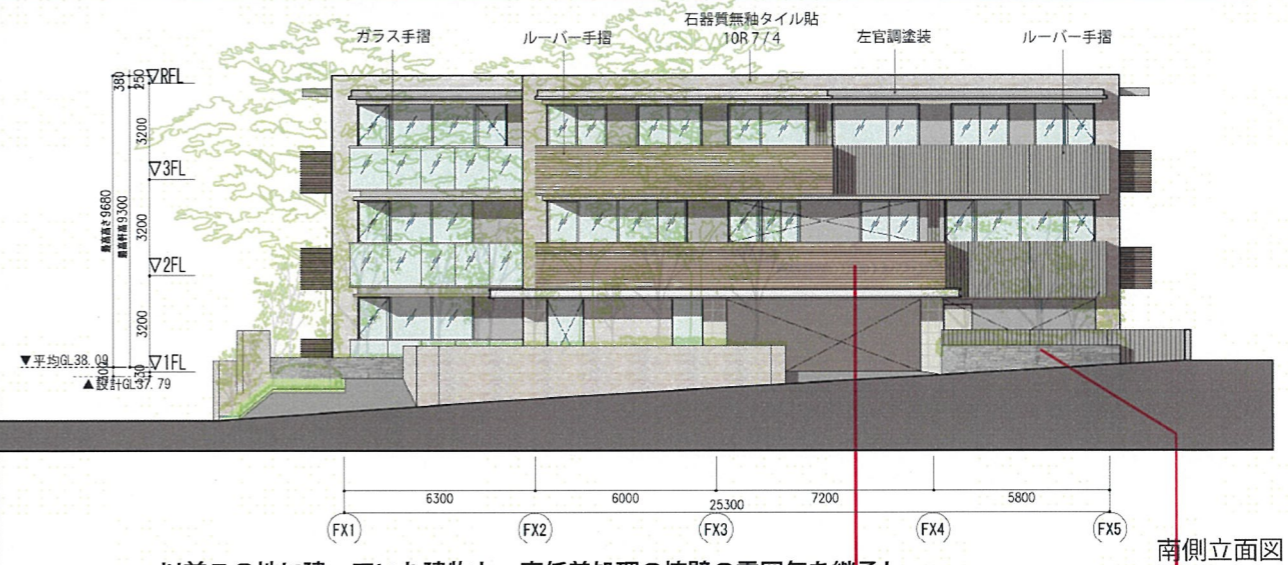 石器質無釉タイル貼
ガラス手摺
ルーバー手摺
10R 7/4
左官調塗装
ルーバー手摺
380
250
▽RFL
3200
▽3FL
最高高さ9680
最高軒高9300
3200
▽2FL
3200
▼平均GL38.09
▽1FL
▲設計GL37.79
6300
6000
7200
5800
25300
FX1
FX2
FX3
FX4
FX5
南側立面図